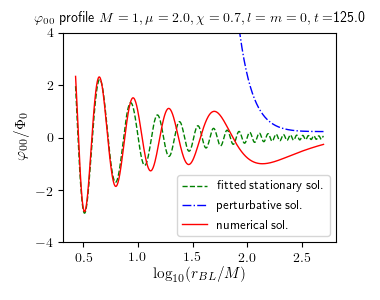 φ₀₀ profile M = 1, μ = 2.0, χ = 0.7, l = m = 0, t =125.0
φ₀₀/Φ₀
4
2
0
−2
−4
fitted stationary sol.
perturbative sol.
numerical sol.
0.5 1.0 1.5 2.0 2.5
log₁₀(r_BL/M)